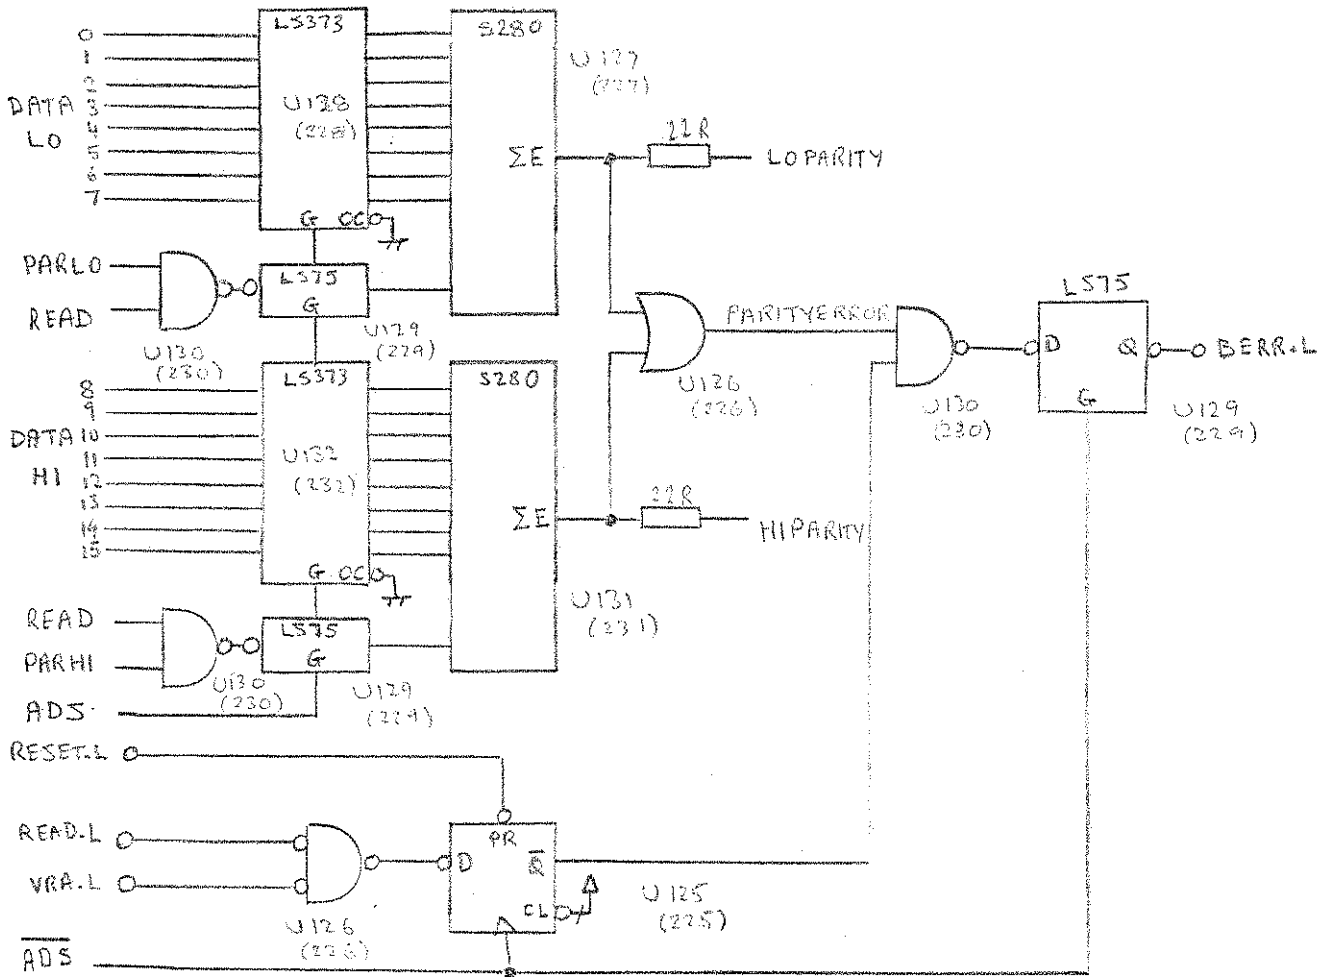 LS373
S280
0
1
2
3
4
5
6
7
DATA
LO
U128
(228)
U127
(227)
ΣE
22R
LOPARITY
G OC
PARLO
READ
LS75
G
U130
(230)
U129
(229)
LS373
S280
8
9
10
11
12
13
14
15
DATA
HI
U132
(232)
PARITYERROR
U126
(226)
LS75
D Q
G
BERR.L
U130
(230)
U129
(229)
ΣE
22R
HIPARITY
G OC
U131
(231)
READ
PARHI
LS75
G
U130
(230)
U129
(229)
ADS
RESET.L
READ.L
VRA.L
U126
(226)
PR
D Q̅
CL
U125
(225)
A̅D̅S̅